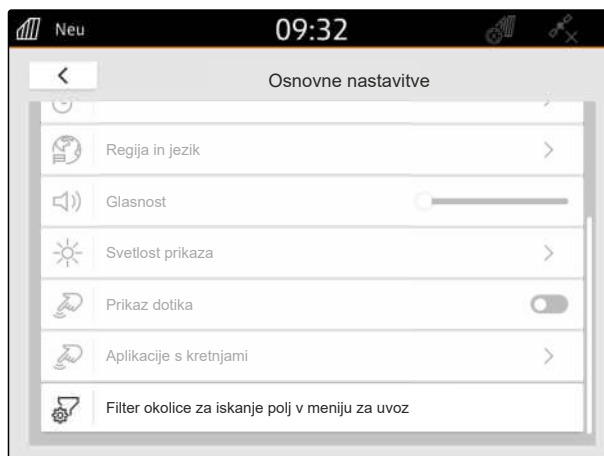 Neu
09:32
Osnovne nastavitve
Regija in jezik
Glasnost
Svetlost prikaza
Prikaz dotika
Aplikacije s kretnjami
Filter okolice za iskanje polj v meniju za uvoz